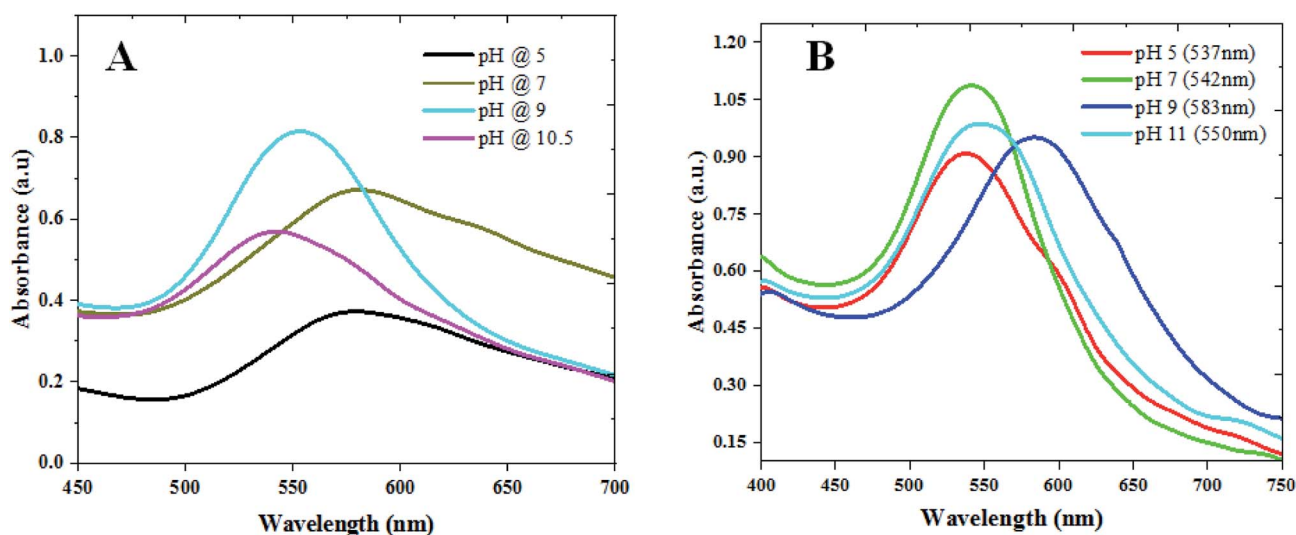 A
pH @ 5
pH @ 7
pH @ 9
pH @ 10.5
Absorbance (a.u)
1.0
0.8
0.6
0.4
0.2
0.0
450 500 550 600 650 700
Wavelength (nm)
B
pH 5 (537nm)
pH 7 (542nm)
pH 9 (583nm)
pH 11 (550nm)
Absorbance (a.u.)
1.20
1.05
0.90
0.75
0.60
0.45
0.30
0.15
400 450 500 550 600 650 700 750
Wavelength (nm)